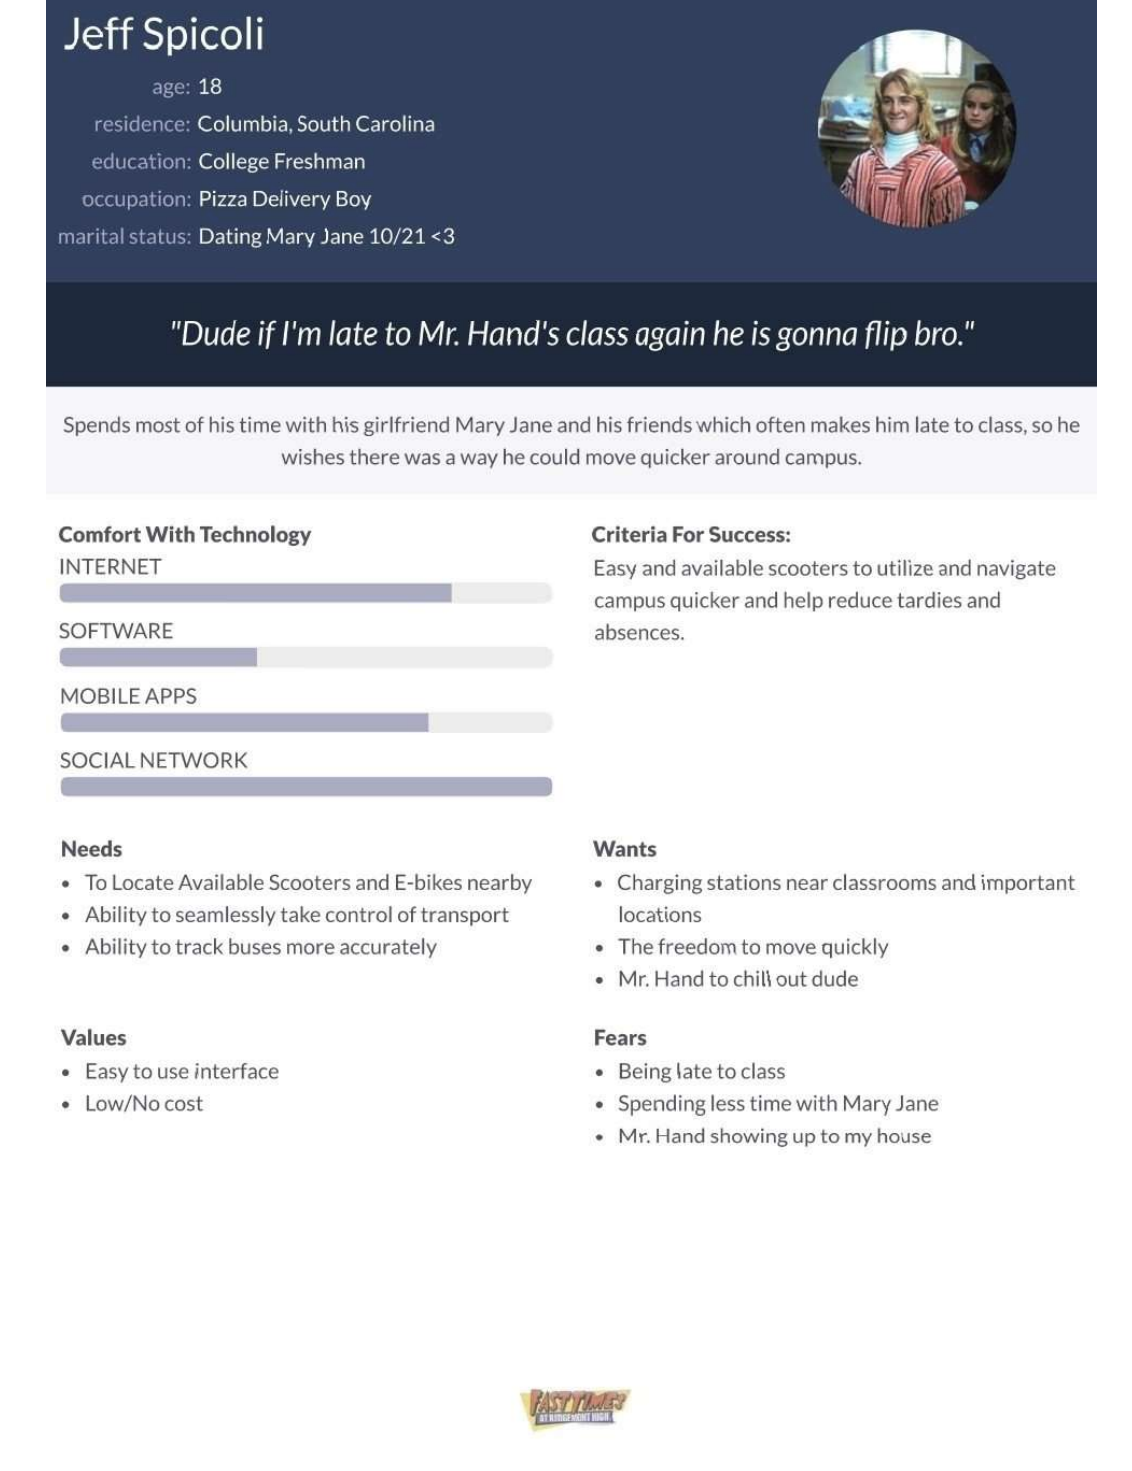 Jeff Spicoli
age: 18
residence: Columbia, South Carolina
education: College Freshman
occupation: Pizza Delivery Boy
marital status: Dating Mary Jane 10/21 <3
"Dude if I'm late to Mr. Hand's class again he is gonna flip bro."
Spends most of his time with his girlfriend Mary Jane and his friends which often makes him late to class, so he
wishes there was a way he could move quicker around campus.
Comfort With Technology
INTERNET
SOFTWARE
MOBILE APPS
SOCIAL NETWORK
Criteria For Success:
Easy and available scooters to utilize and navigate
campus quicker and help reduce tardies and
absences.
Needs
• To Locate Available Scooters and E-bikes nearby
• Ability to seamlessly take control of transport
• Ability to track buses more accurately
Wants
• Charging stations near classrooms and important
locations
• The freedom to move quickly
• Mr. Hand to chill out dude
Values
• Easy to use interface
• Low/No cost
Fears
• Being late to class
• Spending less time with Mary Jane
• Mr. Hand showing up to my house
FAST TIMES
AT RIDGEMONT HIGH